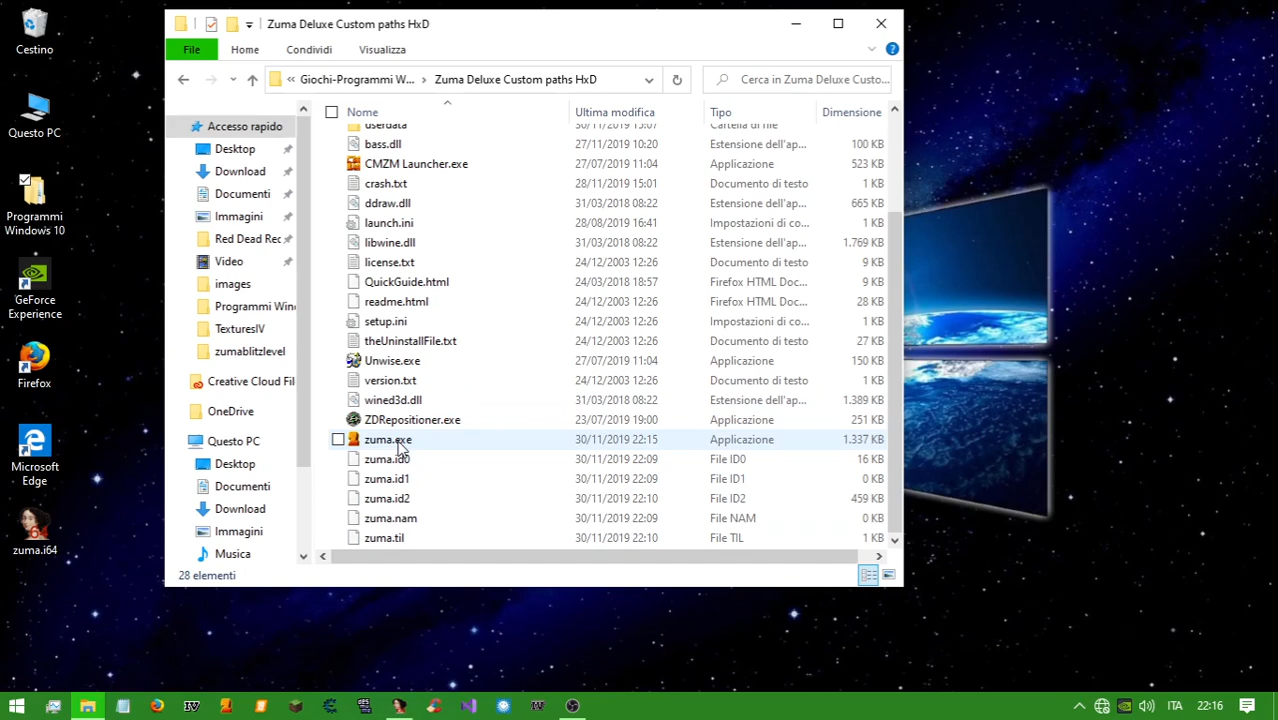 Zuma Deluxe Custom paths HxD
File Home Condividi Visualizza
« Giochi-Programmi W... > Zuma Deluxe Custom paths HxD
Cerca in Zuma Deluxe Custo...
Nome Ultima modifica Tipo Dimensione
userdata 30/11/2019 15:07 Cartella di file
bass.dll 27/11/2019 10:20 Estensione dell'ap... 100 KB
CMZM Launcher.exe 27/07/2019 11:04 Applicazione 523 KB
crash.txt 28/11/2019 15:01 Documento di testo 1 KB
ddraw.dll 31/03/2018 08:22 Estensione dell'ap... 665 KB
launch.ini 28/08/2019 16:41 Impostazioni di co... 1 KB
libwine.dll 31/03/2018 08:22 Estensione dell'ap... 1.769 KB
license.txt 24/12/2003 12:26 Documento di testo 9 KB
QuickGuide.html 24/03/2018 18:57 Firefox HTML Doc... 9 KB
readme.html 24/12/2003 12:26 Firefox HTML Doc... 28 KB
setup.ini 24/12/2003 12:26 Impostazioni di co... 1 KB
theUninstallFile.txt 24/12/2003 12:26 Documento di testo 27 KB
Unwise.exe 27/07/2019 11:04 Applicazione 150 KB
version.txt 24/12/2003 12:26 Documento di testo 1 KB
wined3d.dll 31/03/2018 08:22 Estensione dell'ap... 1.389 KB
ZDRepositioner.exe 23/07/2019 19:00 Applicazione 251 KB
zuma.exe 30/11/2019 22:15 Applicazione 1.337 KB
zuma.id0 30/11/2019 22:09 File ID0 16 KB
zuma.id1 30/11/2019 22:09 File ID1 0 KB
zuma.id2 30/11/2019 22:10 File ID2 459 KB
zuma.nam 30/11/2019 22:09 File NAM 0 KB
zuma.til 30/11/2019 22:10 File TIL 1 KB
28 elementi
Accesso rapido
Desktop
Download
Documenti
Immagini
Red Dead Rec
Video
images
Programmi Wind
TexturesIV
zumablitzlevel
Creative Cloud Fil
OneDrive
Questo PC
Desktop
Documenti
Download
Immagini
Musica
Cestino
Questo PC
Programmi
Windows 10
GeForce
Experience
Firefox
Microsoft
Edge
zuma.i64
ITA 22:16